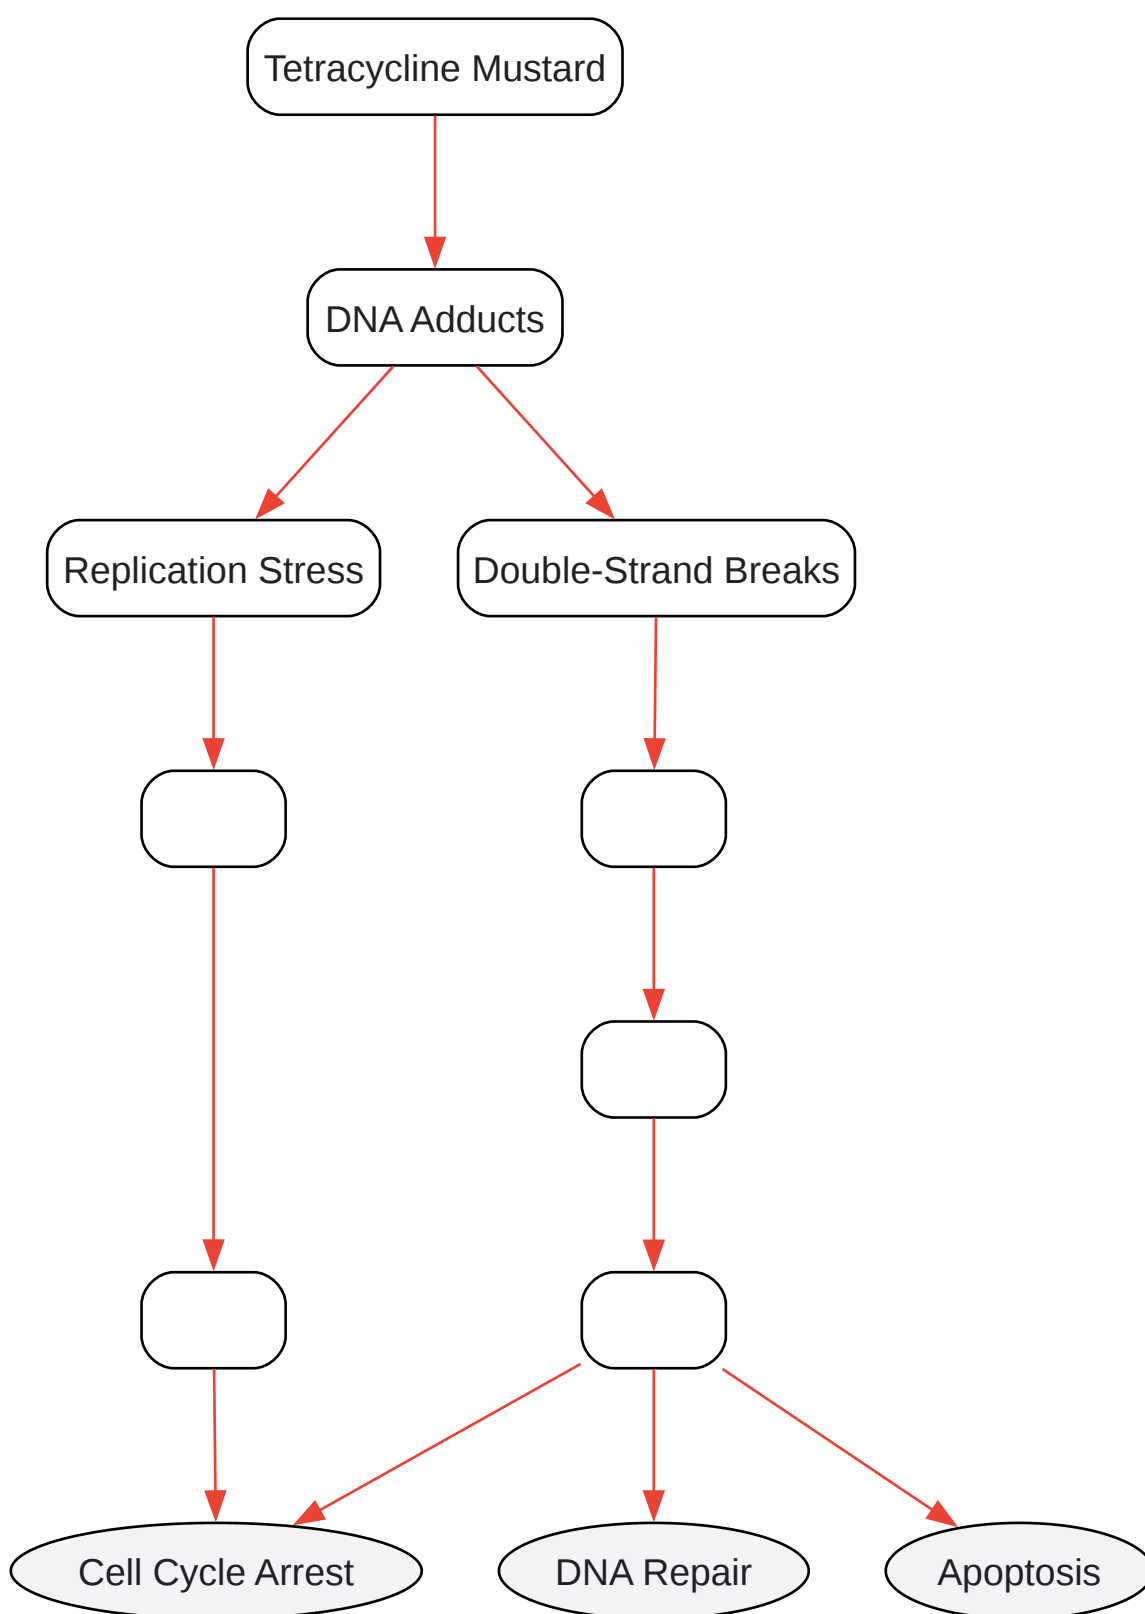 Tetracycline Mustard
DNA Adducts
Replication Stress
Double-Strand Breaks
Cell Cycle Arrest
DNA Repair
Apoptosis